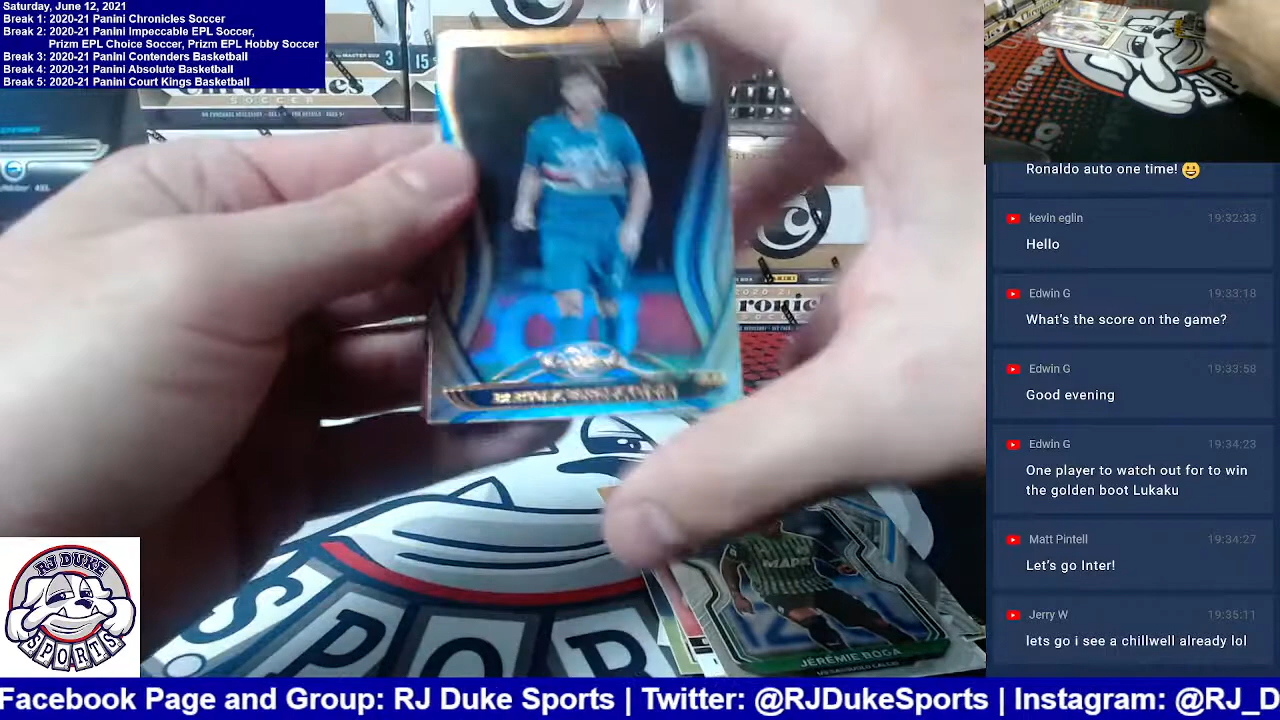 Saturday, June 12, 2021
Break 1: 2020-21 Panini Chronicles Soccer
Break 2: 2020-21 Panini Impeccable EPL Soccer,
Prizm EPL Choice Soccer, Prizm EPL Hobby Soccer
Break 3: 2020-21 Panini Contenders Basketball
Break 4: 2020-21 Panini Absolute Basketball
Break 5: 2020-21 Panini Court Kings Basketball
3
15
SOCCER
Ronaldo auto one time! 😀
kevin eglin 19:32:33
Hello
Edwin G 19:33:18
What's the score on the game?
Edwin G 19:33:58
Good evening
Edwin G 19:34:23
One player to watch out for to win
the golden boot Lukaku
Matt Pintell 19:34:27
Let's go Inter!
Jerry W 19:35:11
lets go i see a chillwell already lol
MAPEI
JEREMIE BOGA
RJ DUKE
SPORTS
Facebook Page and Group: RJ Duke Sports | Twitter: @RJDukeSports | Instagram: @RJ_D